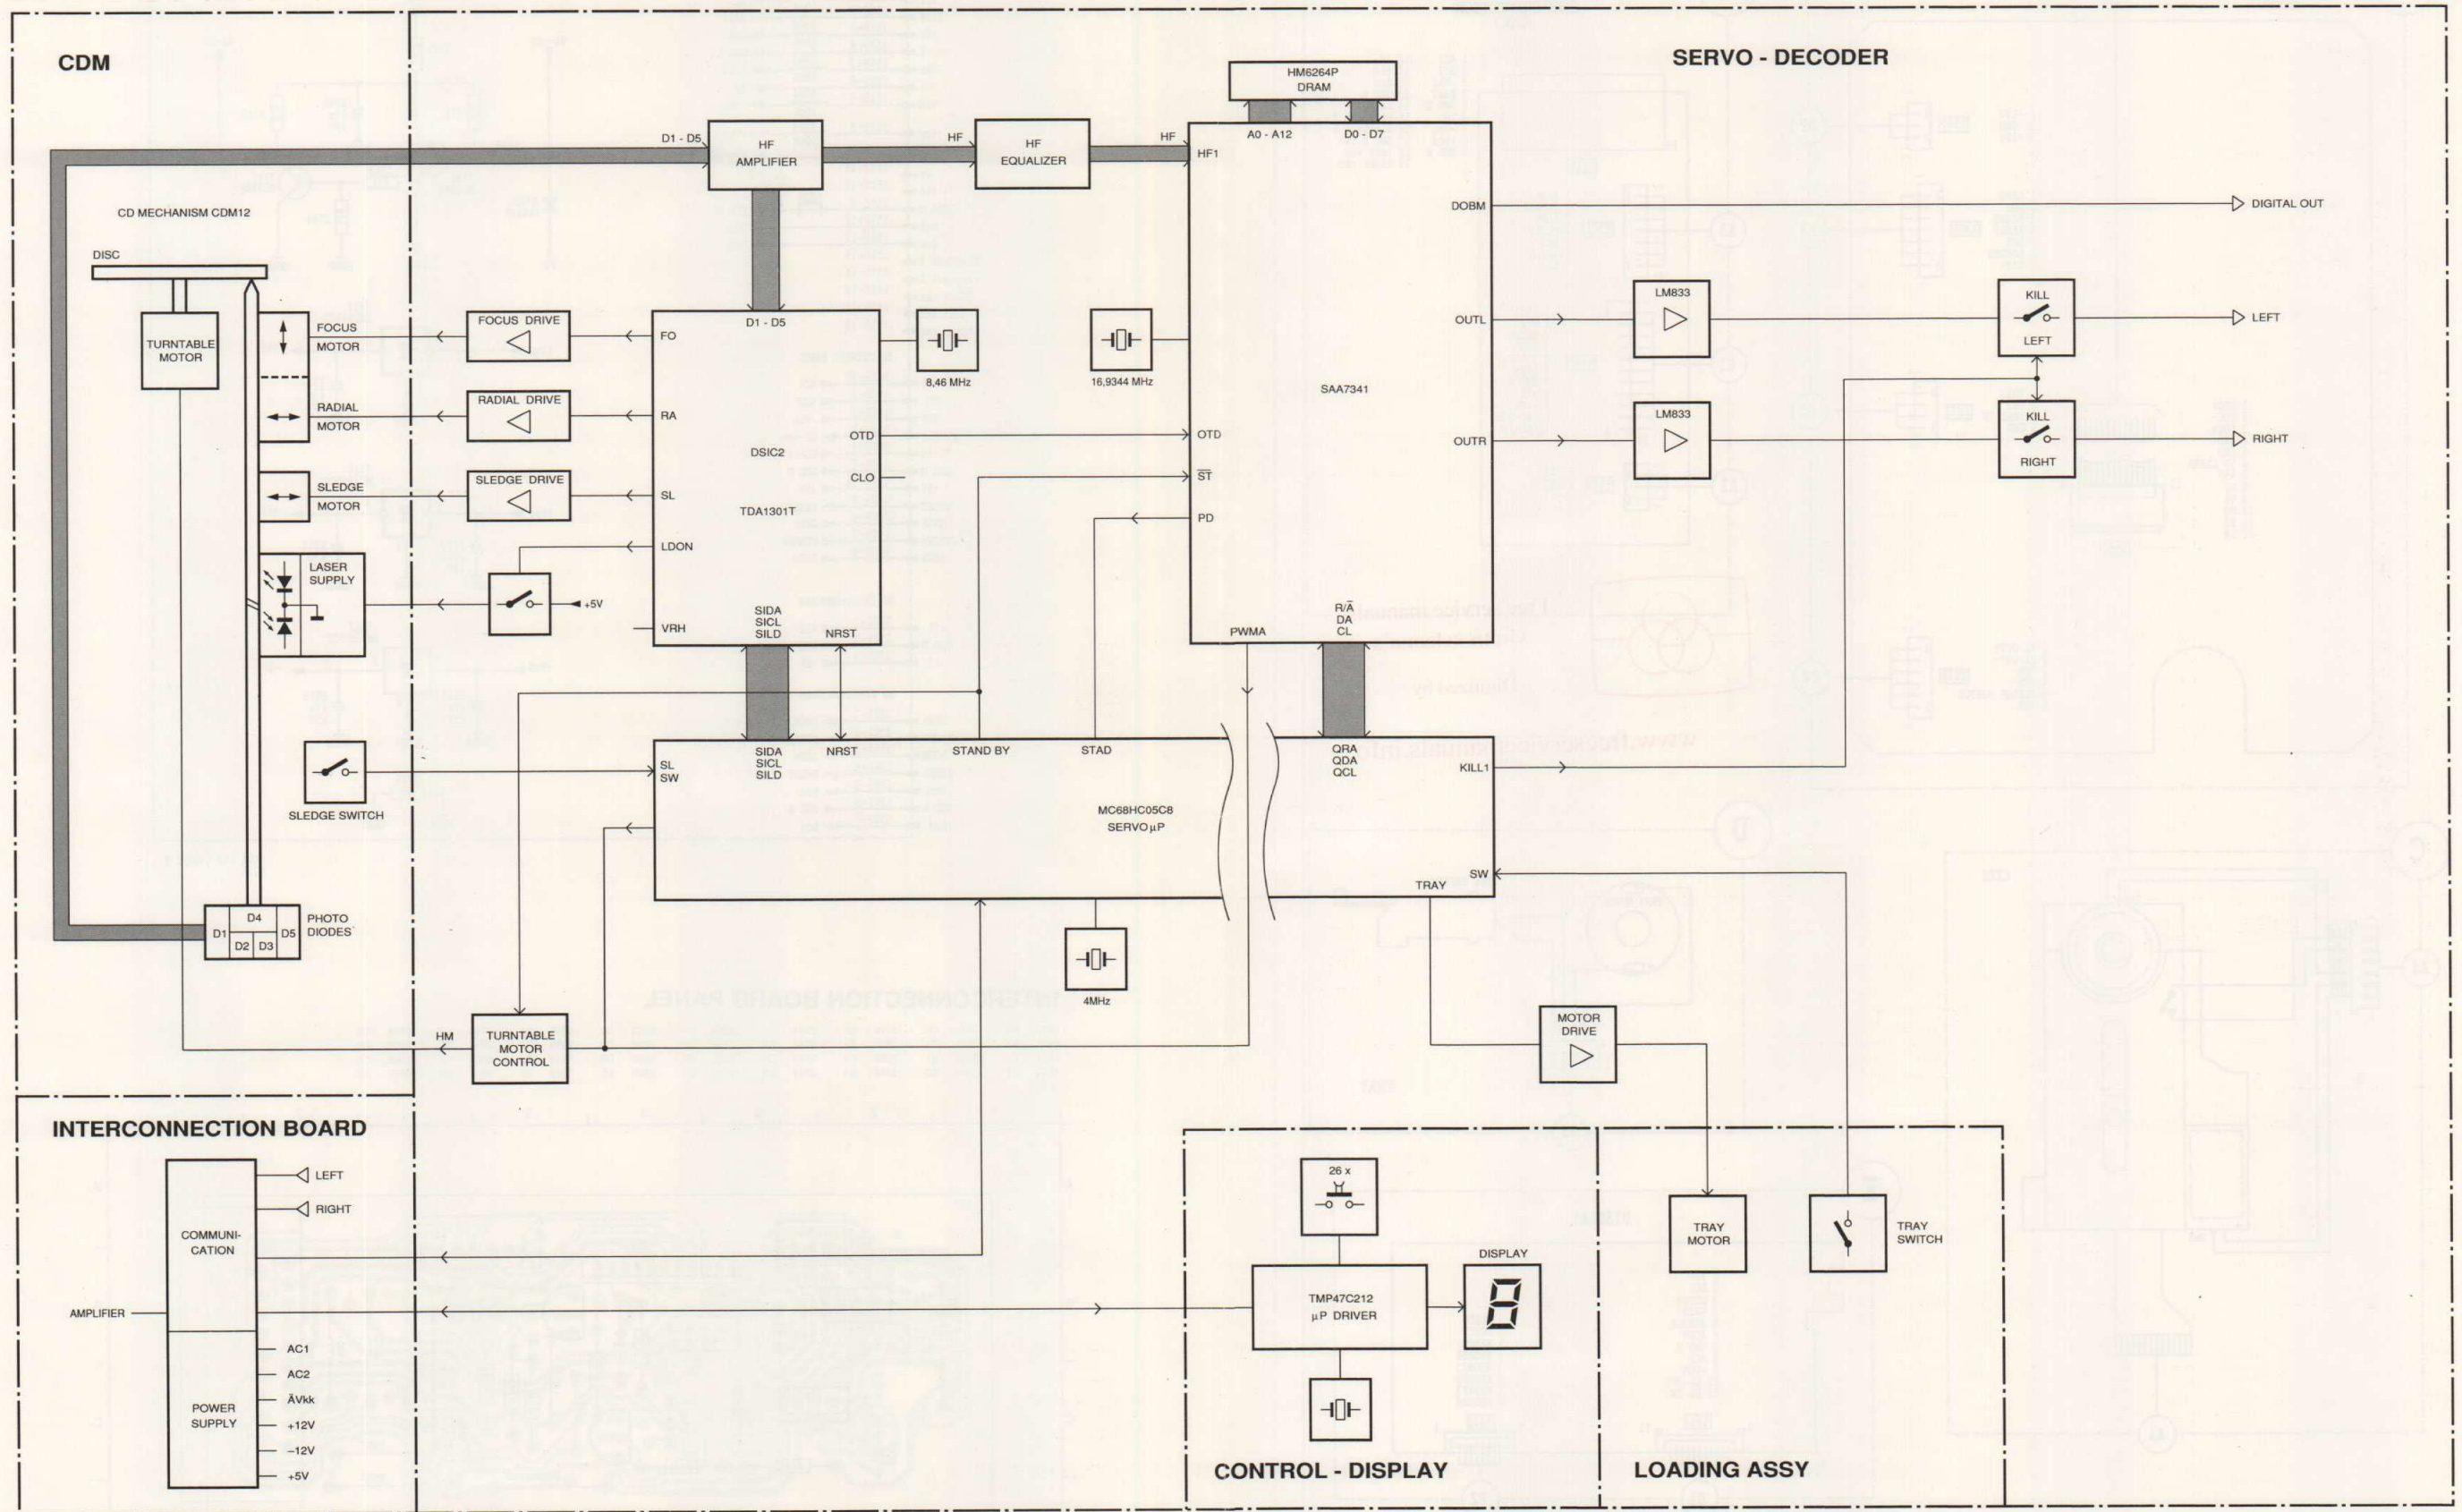 CDM
SERVO - DECODER
HM6264P
DRAM
A0 - A12
D0 - D7
D1 - D5
HF
AMPLIFIER
HF
HF
EQUALIZER
HF
HF1
CD MECHANISM CDM12
DISC
TURNTABLE
MOTOR
FOCUS
MOTOR
RADIAL
MOTOR
SLEDGE
MOTOR
LASER
SUPPLY
FOCUS DRIVE
RADIAL DRIVE
SLEDGE DRIVE
+5V
D1 - D5
FO
RA
SL
LDON
VRH
OTD
CLO
DSIC2
TDA1301T
SIDA
SICL
SILD
NRST
8,46 MHz
16,9344 MHz
SAA7341
DOBM
OUTL
OUTR
OTD
ST
PD
PWMA
R/A
DA
CL
DIGITAL OUT
LM833
KILL
LEFT
LEFT
LM833
KILL
RIGHT
RIGHT
SLEDGE SWITCH
SL
SW
SIDA
SICL
SILD
NRST
STAND BY
STAD
QRA
QDA
QCL
KILL1
MC68HC05C8
SERVO µP
SW
TRAY
D1
D4
D2
D3
D5
PHOTO
DIODES
4MHz
HM
TURNTABLE
MOTOR
CONTROL
MOTOR
DRIVE
INTERCONNECTION BOARD
LEFT
RIGHT
COMMUNI-
CATION
AMPLIFIER
POWER
SUPPLY
AC1
AC2
ĀVkk
+12V
–12V
+5V
26 x
DISPLAY
TMP47C212
µP DRIVER
TRAY
MOTOR
TRAY
SWITCH
CONTROL - DISPLAY
LOADING ASSY